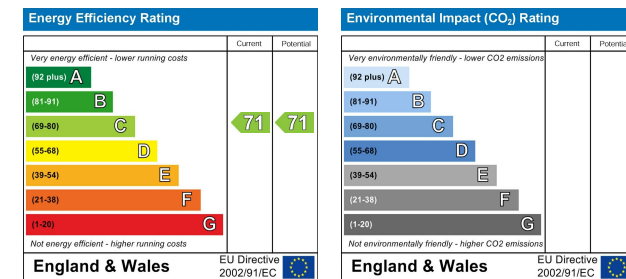 Energy Efficiency Rating
Current Potential
Very energy efficient - lower running costs
(92 plus) A
(81-91) B
(69-80) C 71 71
(55-68) D
(39-54) E
(21-38) F
(1-20) G
Not energy efficient - higher running costs
England & Wales
EU Directive
2002/91/EC
Environmental Impact (CO₂) Rating
Current Potential
Very environmentally friendly - lower CO2 emissions
(92 plus) A
(81-91) B
(69-80) C
(55-68) D
(39-54) E
(21-38) F
(1-20) G
Not environmentally friendly - higher CO2 emissions
England & Wales
EU Directive
2002/91/EC